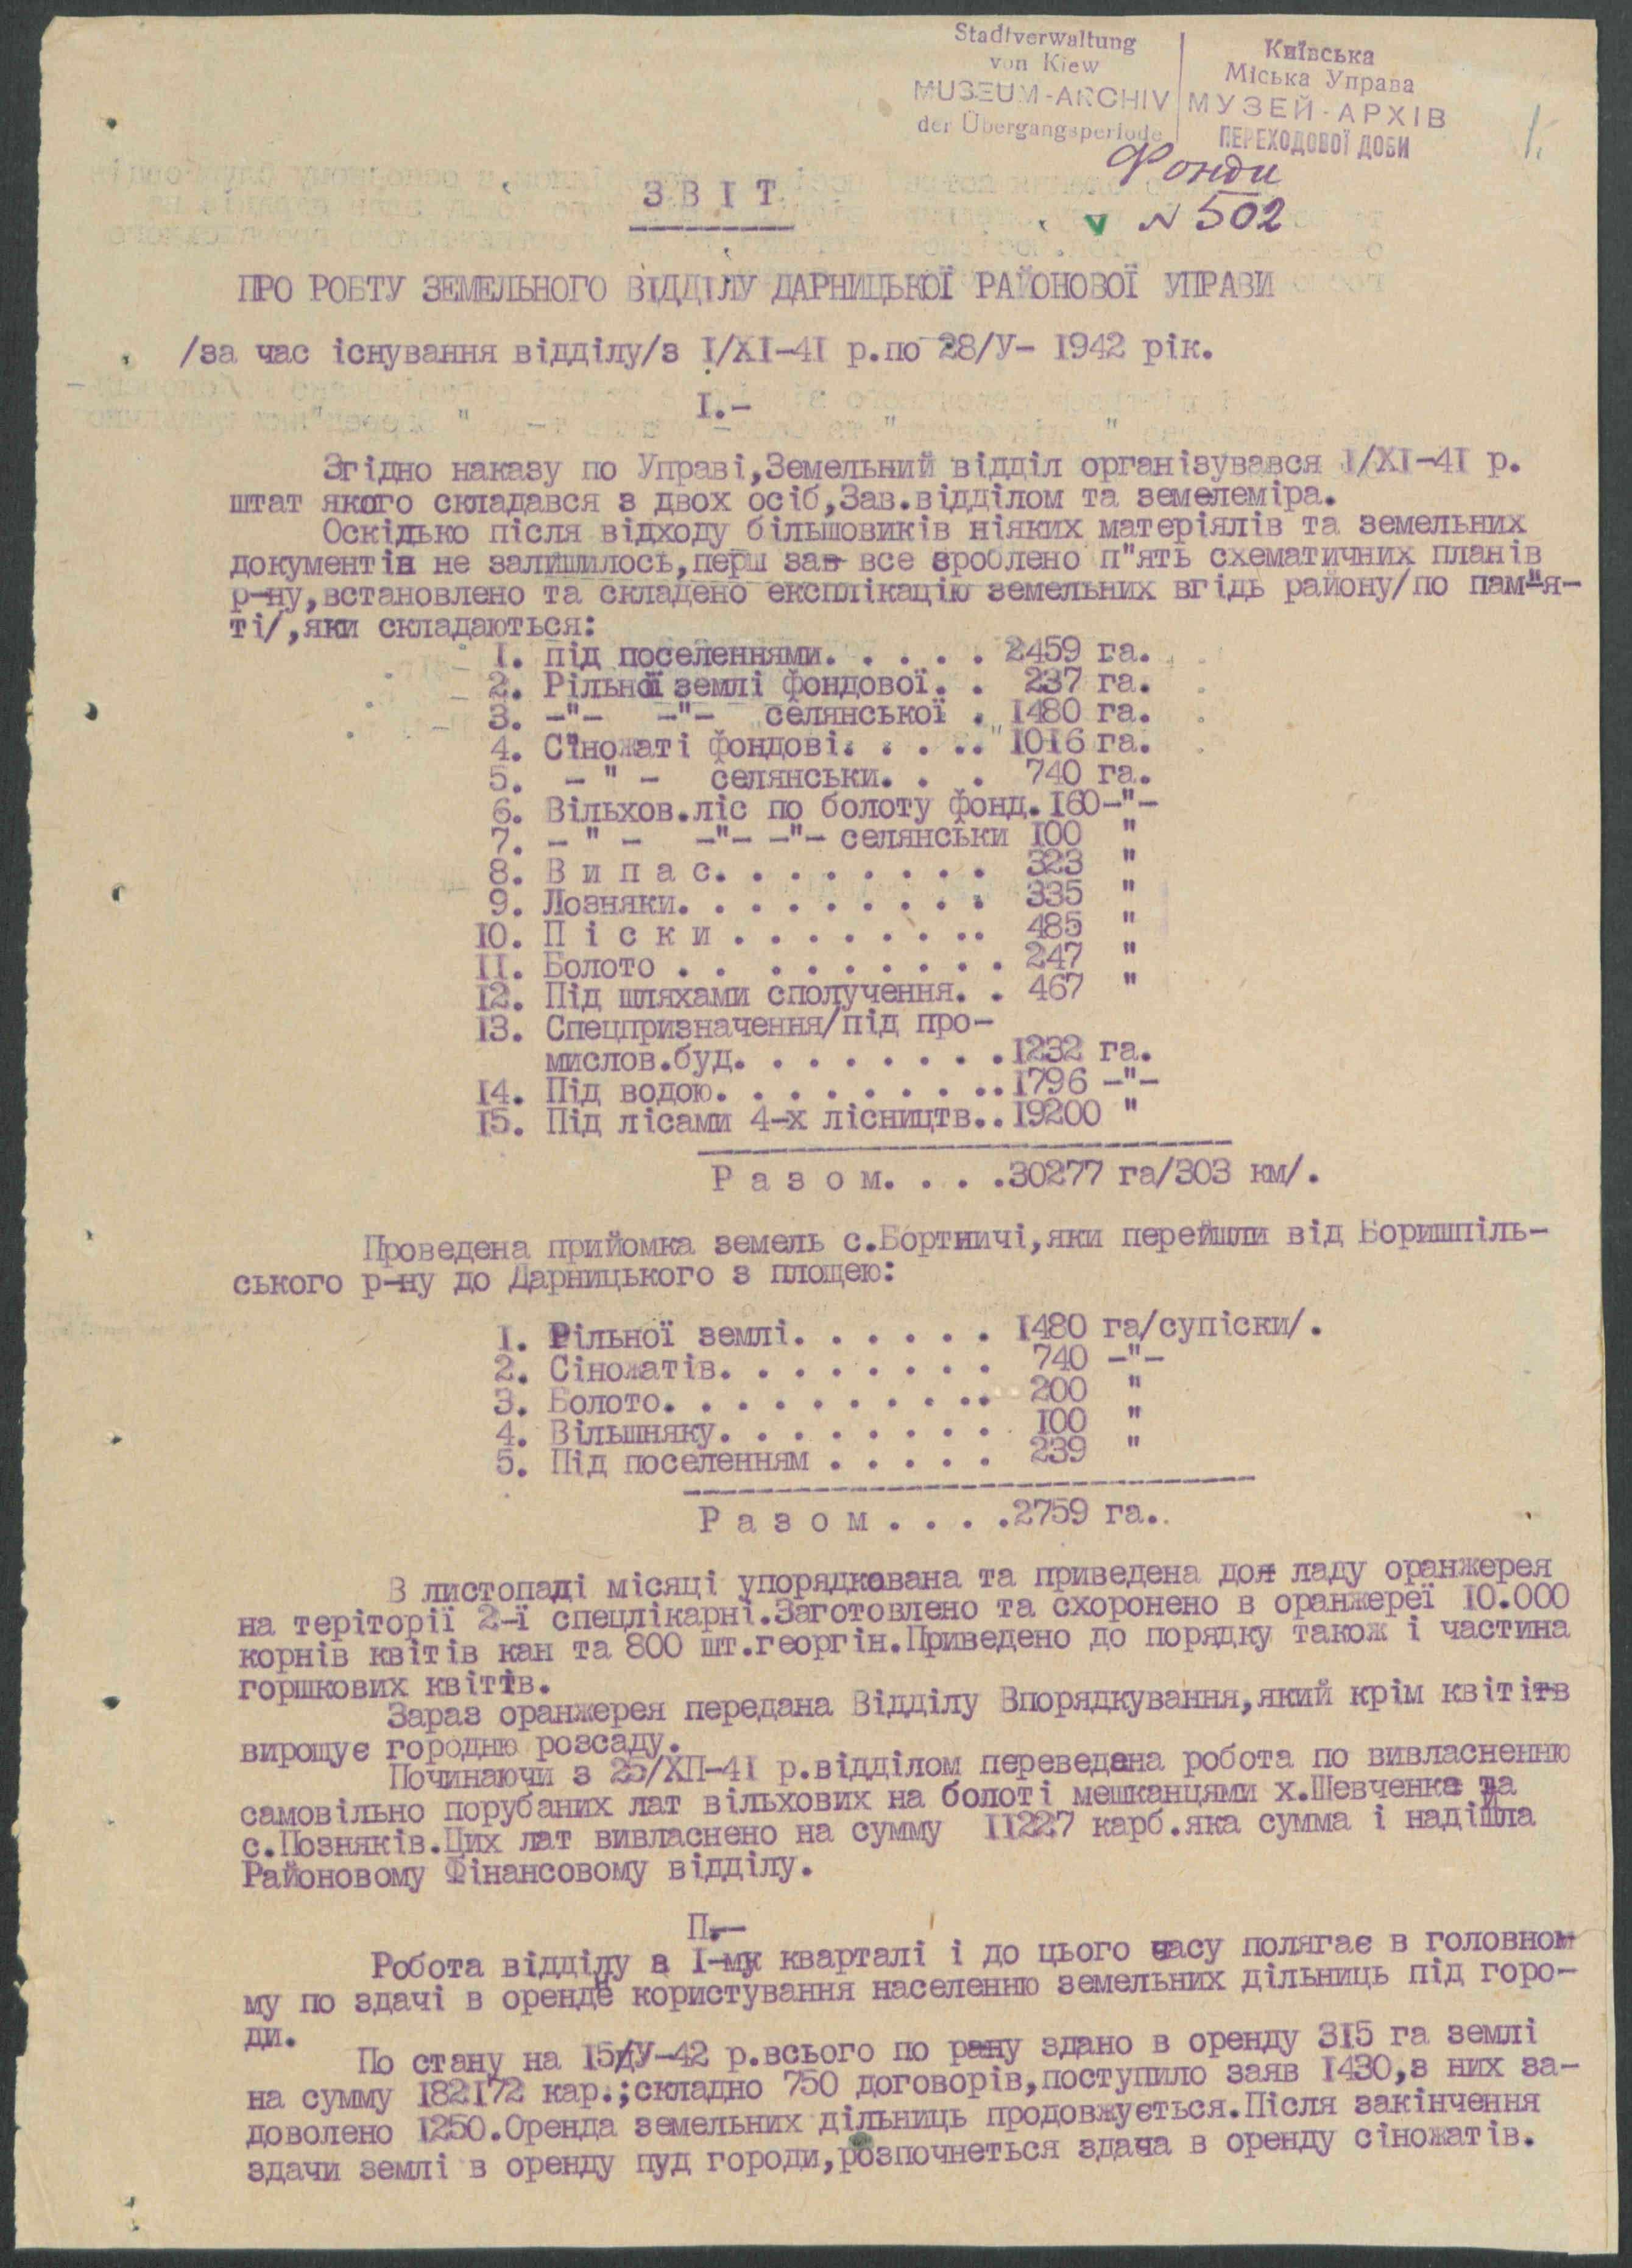 Stadtverwaltung
von Kiew
MUSEUM-ARCHIV
der Übergangsperiode
Київська
Міська Управа
МУЗЕЙ-АРХІВ
ПЕРЕХОДОВОЇ ДОБИ
1.
Фонди
N 502
ЗВІТ
ПРО РОБТУ ЗЕМЕЛЬНОГО ВІДДІЛУ ДАРНИЦЬКОЇ РАЙОНОВОЇ УПРАВИ
/за час існування відділу/з І/ХІ-4І р.по 28/У- 1942 рік.
І.-
Згідно наказу по Управі,Земельний відділ організувався І/ХІ-4І р.
штат якого складався з двох осіб,Зав.відділом та земелеміра.
Оскідько після відходу більшовиків ніяких матеріялів та земельних
документів не залишилось,перш зав все зроблено п"ять схематичних планів
р-ну,встановлено та складено експлікацію земельних вгідь району/по пам"я-
ті/,яки складаються:
І. під поселеннями. . . . . . 2459 га.
2. Рільної землі фондової. . 237 га.
3. -"- -"- селянської . І480 га.
4. Сіножаті фондові. . . . .. ІОІ6 га.
5. - " - селянськи. . . 740 га.
6. Вільхов.ліс по болоту фонд.І60-"-
7. - " - -"- -"- селянськи І00 "
8. В и п а с. . . . . . . . . 323 "
9. Лозняки. . . . . . . . . . 335 "
ІО. П і с к и . . . . . . . .. 485 "
ІІ. Болото . . . . . . . . . . 247 "
І2. Під шляхами сполучення. . 467 "
І3. Спецпризначення/під про-
мислов.буд. . . . . . . . .І232 га.
І4. Під водою. . . . . . . . ..І796 -"-
І5. Під лісами 4-х лісництв..І9200 "
Р а з о м. . . .30277 га/303 км/.
Проведена прийомка земель с.Бортничі,яки перейшли від Боришпіль-
ського р-ну до Дарницького з площею:
І. Рільної землі. . . . . . І480 га/супіски/.
2. Сіножатів. . . . . . . . 740 -"-
3. Болото. . . . . . . . . .. 200 "
4. Вільшняку. . . . . . . . І00 "
5. Під поселенням . . . . . 239 "
Р а з о м . . . .2759 га..
В листопаді місяці упорядкована та приведена дол ладу оранжерея
на теріторії 2-ї спецлікарні.Заготовлено та схоронено в оранжереї І0.000
корнів квітів кан та 800 шт.георгін.Приведено до порядку також і частина
горшкових квітів.
Зараз оранжерея передана Відділу Впорядкування,який крім квітітв
вирощує городню розсаду.
Починаючи з 25/ХП-4І р.відділом переведена робота по вивласненню
самовільно порубаних лат вільхових на болоті мешканцями х.Шевченка та
с.Позняків.Цих лат вивласнено на сумму ІІ227 карб.яка сумма і надійшла
Районовому Фінансовому відділу.
П.-
Робота відділу в І-му кварталі і до цього часу полягає в головном
му по здачі в оренде користування населенню земельних дільниць під горо-
ди.
По стану на І5/У-42 р.всього по рану здано в оренду 3І5 га землі
на сумму І82І72 кар.;складно 750 договорів,поступило заяв І430,з них за-
доволено І250.Оренда земельних дільниць продовжується.Після закінчення
здачи землі в оренду пуд городи,розпочнеться здача в оренду сіножатів.